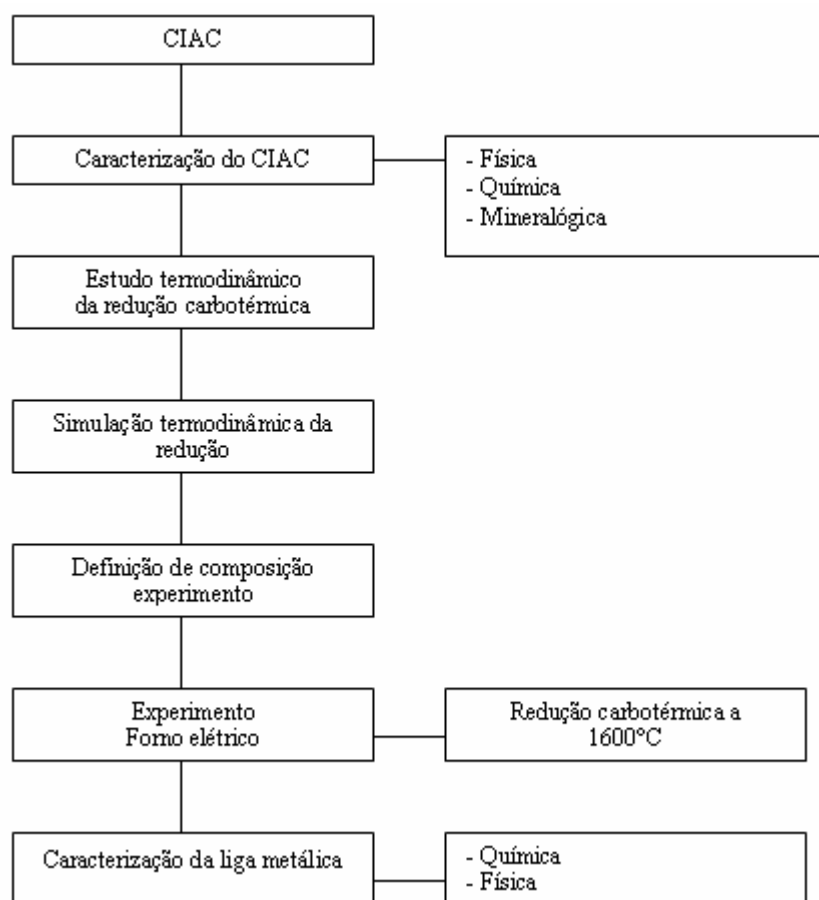 CIAC
Caracterização do CIAC
- Física
- Química
- Mineralógica
Estudo termodinâmico
da redução carbotérmica
Simulação termodinâmica da
redução
Definição de composição
experimento
Experimento
Forno elétrico
Redução carbotérmica a
1600°C
Caracterização da liga metálica
- Química
- Física